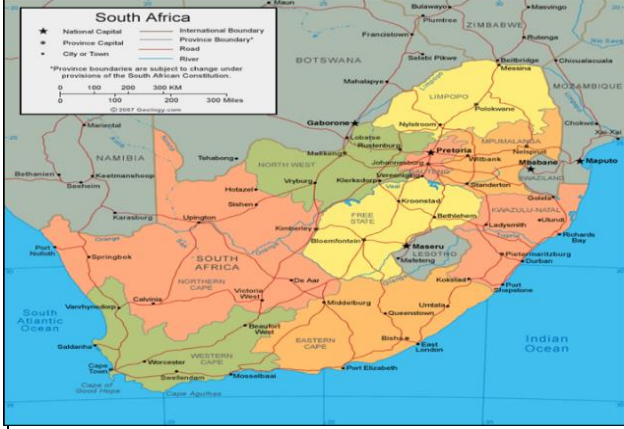 South Africa
National Capital
Province Capital
City or Town
International Boundary
Province Boundary*
Road
River
*Province boundaries are subject to change under
provisions of the South African Constitution.
0 100 200 300 KM
0 100 200 300 Miles
© 2007 Geology.com
Maun
Bulawayo
Masvingo
Plumtree
ZIMBABWE
Francistown
Rutenga
BOTSWANA
Selebi Pikwe
Beitbridge
Chicualacuala
Messina
Mahalapye
Limpopo
MOZAMBIQUE
LIMPOPO
Polokwane
Gaborone
Nylstroom
Chokwe
Xai-Xai
Mariental
Lobatse
Rustenburg
Pretoria
MPUMALANGA
Nelspruit
Maputo
NAMIBIA
Tshabong
Mafikeng
Johannesburg
Witbank
Mbabane
NORTH WEST
GAUTENG
SWAZILAND
Bethanien
Keetmanshoop
Seeheim
Hotazel
Vryburg
Klerksdorp
Vereeniging
Vaal
Standerton
Golela
Sishen
Kroonstad
KWAZULU-NATAL
Karasburg
Upington
FREE
STATE
Bethlehem
Ulundi
Kimberley
Ladysmith
Richards
Bay
Orange
Bloemfontein
Maseru
LESOTHO
Mafeteng
Tugela
Port
Nolloth
Springbok
SOUTH
AFRICA
Pietermaritzburg
Durban
NORTHERN
CAPE
De Aar
Kokstad
Port
Shepstone
South
Atlantic
Ocean
Vanrhynsdorp
Calvinia
Victoria
West
Middelburg
Umtata
Queenstown
Indian
Ocean
Beaufort
West
EASTERN
CAPE
Bisho
East
London
Saldanha
Worcester
WESTERN
CAPE
Cape
Town
Swellendam
Mosselbaai
Port Elizabeth
Cape of
Good Hope
Cape Agulhas